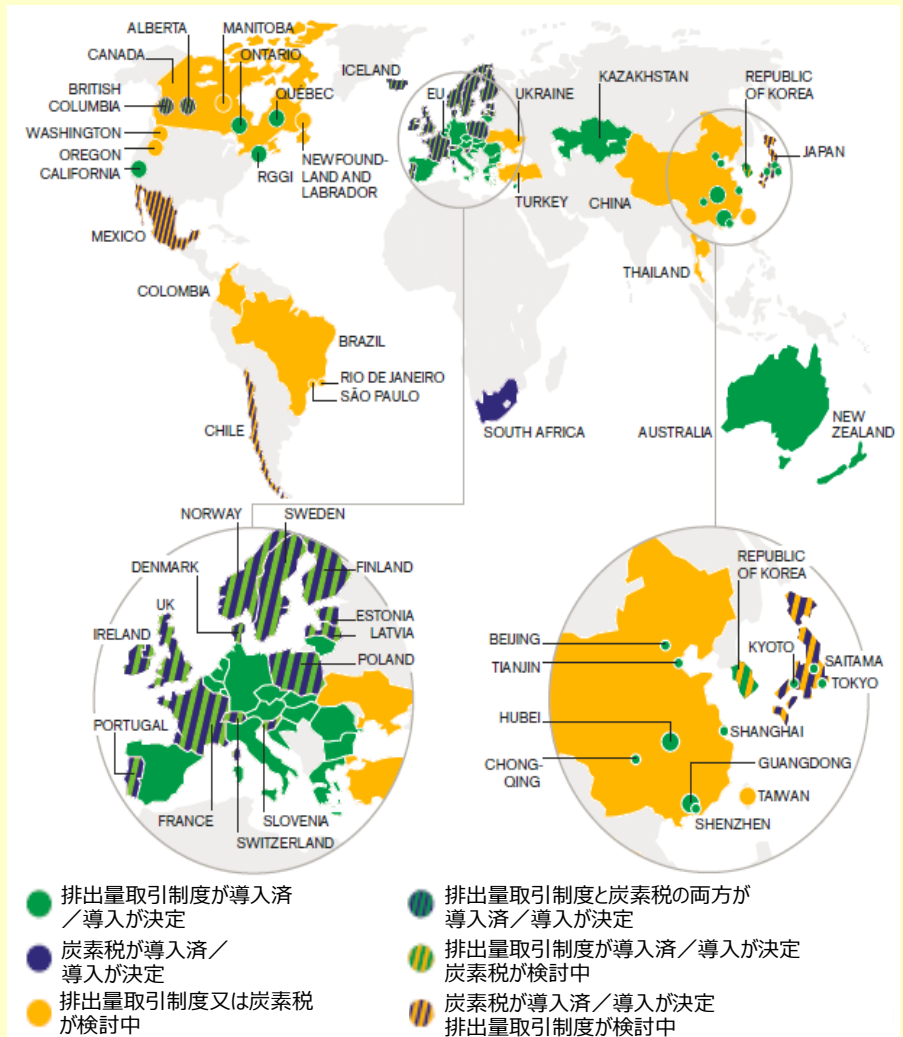 ALBERTA
MANITOBA
CANADA
ONTARIO
BRITISH
COLUMBIA
QUÉBEC
WASHINGTON
OREGON
CALIFORNIA
RGGI
NEWFOUND-
LAND AND
LABRADOR
MEXICO
ICELAND
EU
UKRAINE
KAZAKHSTAN
REPUBLIC
OF KOREA
JAPAN
TURKEY
CHINA
THAILAND
COLOMBIA
BRAZIL
RIO DE JANEIRO
SÃO PAULO
CHILE
SOUTH AFRICA
AUSTRALIA
NEW
ZEALAND
NORWAY
SWEDEN
DENMARK
FINLAND
UK
ESTONIA
IRELAND
LATVIA
POLAND
PORTUGAL
FRANCE
SLOVENIA
SWITZERLAND
REPUBLIC
OF KOREA
BEIJING
TIANJIN
KYOTO
SAITAMA
TOKYO
HUBEI
SHANGHAI
CHONG-
QING
GUANGDONG
TAIWAN
SHENZHEN
排出量取引制度が導入済
／導入が決定
炭素税が導入済／
導入が決定
排出量取引制度又は炭素税
が検討中
排出量取引制度と炭素税の両方が
導入済／導入が決定
排出量取引制度が導入済／導入が決定
炭素税が検討中
炭素税が導入済／導入が決定
排出量取引制度が検討中